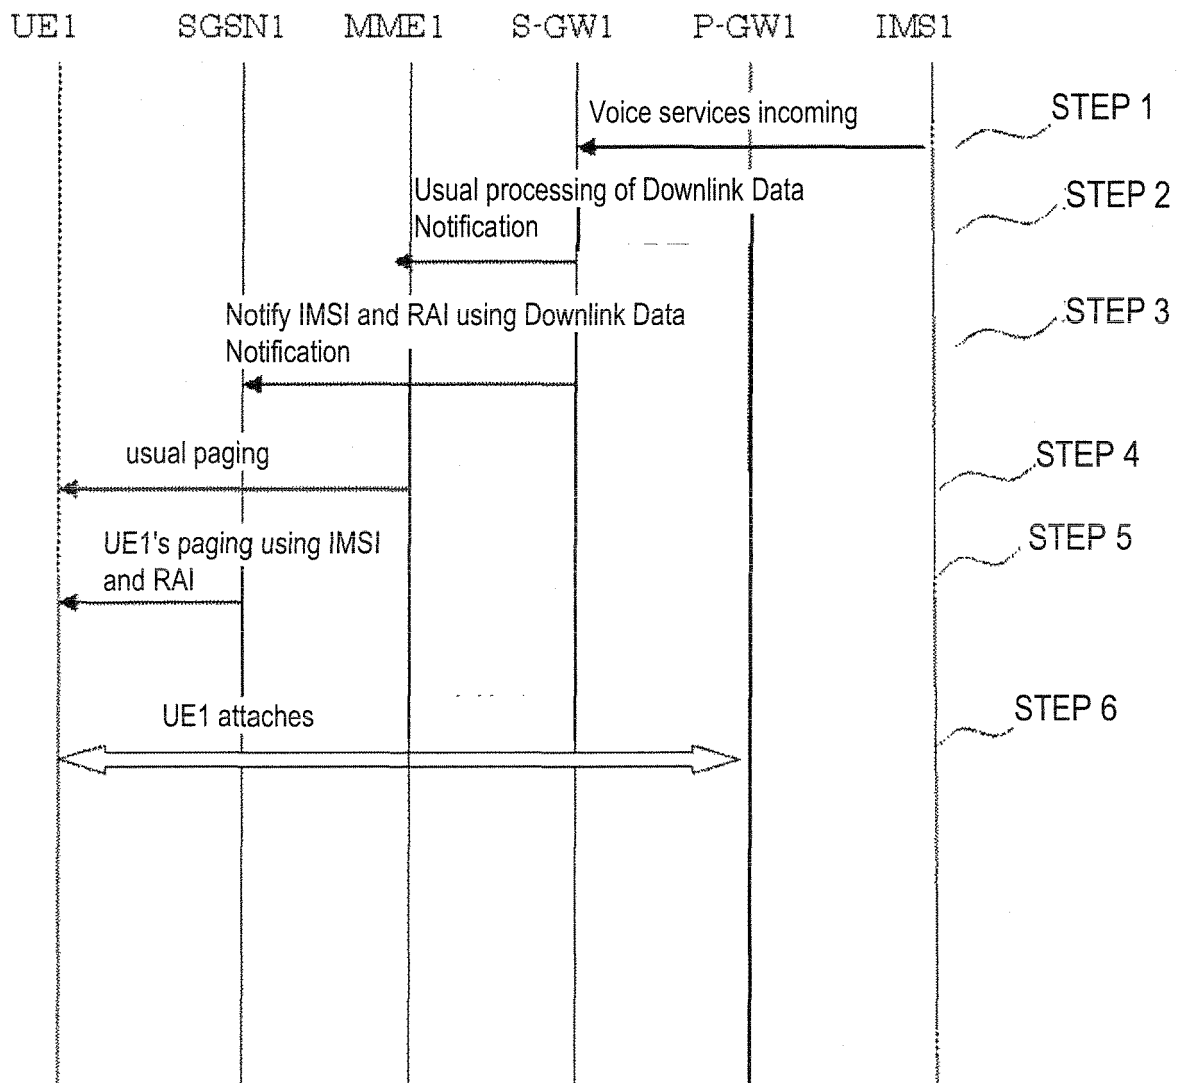 UE1 SGSN1 MME1 S-GW1 P-GW1 IMS1
Voice services incoming
STEP 1
Usual processing of Downlink Data
Notification
STEP 2
Notify IMSI and RAI using Downlink Data
Notification
STEP 3
usual paging
STEP 4
UE1's paging using IMSI
and RAI
STEP 5
UE1 attaches
STEP 6